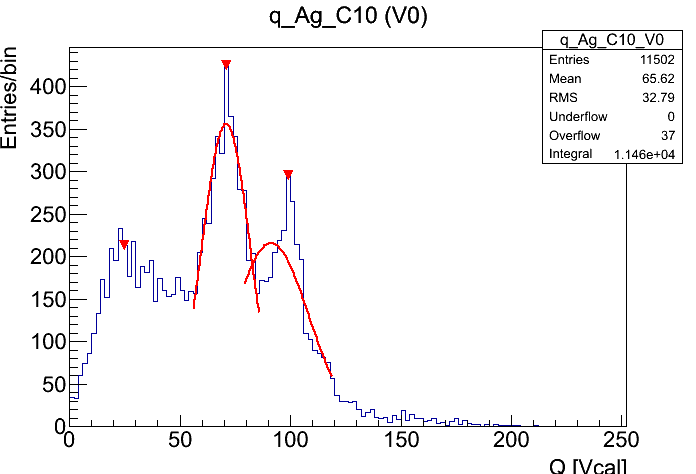 q_Ag_C10 (V0)
q_Ag_C10_V0
Entries 11502
Mean 65.62
RMS 32.79
Underflow 0
Overflow 37
Integral 1.146e+04
Entries/bin
400
350
300
250
200
150
100
50
0
0 50 100 150 200 250
Q [Vcal]